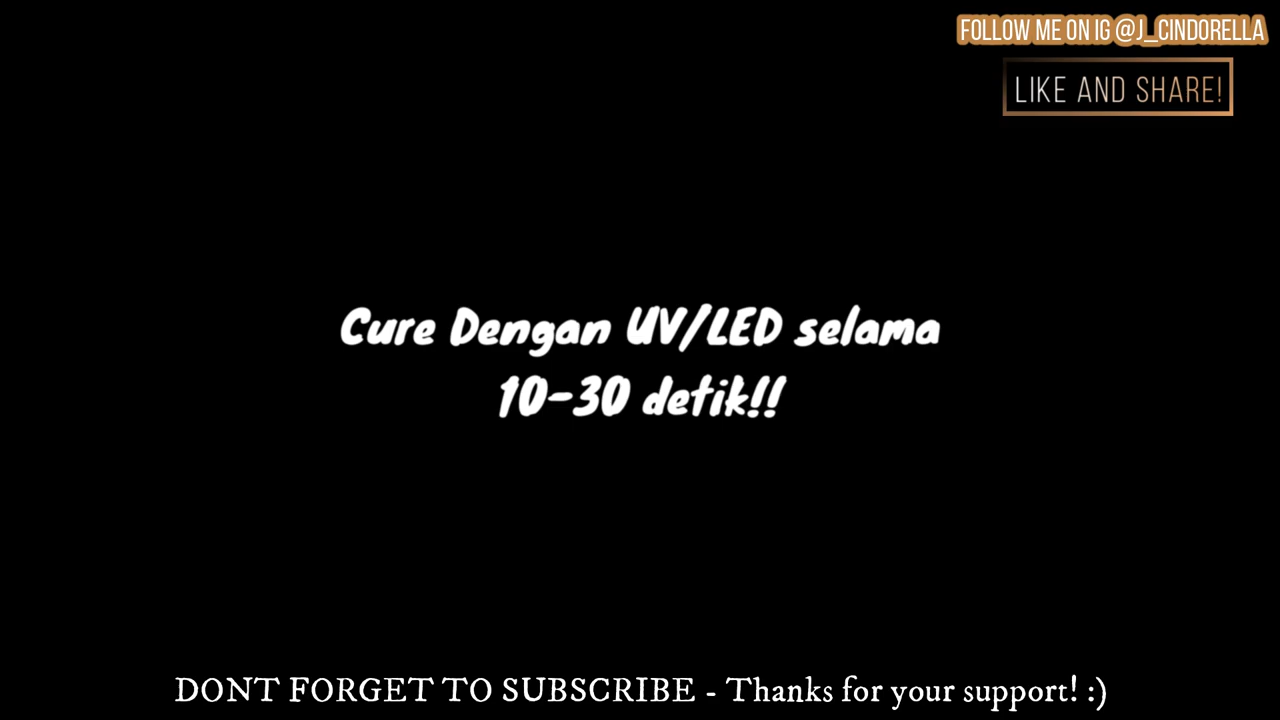 FOLLOW ME ON IG @J_CINDORELLA
LIKE AND SHARE!
Cure Dengan UV/LED selama
10-30 detik!!
DONT FORGET TO SUBSCRIBE - Thanks for your support! :)